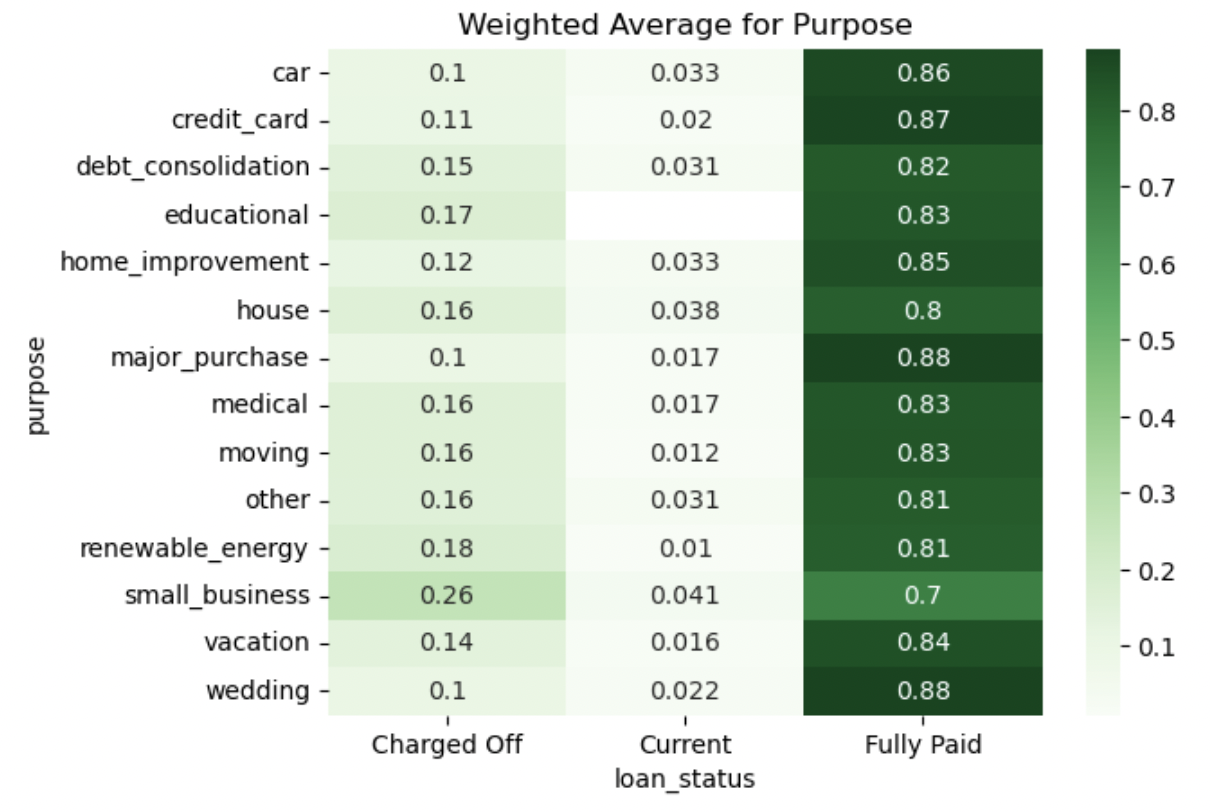 Weighted Average for Purpose
purpose
car 0.1 0.033 0.86
credit_card 0.11 0.02 0.87
debt_consolidation 0.15 0.031 0.82
educational 0.17 0.83
home_improvement 0.12 0.033 0.85
house 0.16 0.038 0.8
major_purchase 0.1 0.017 0.88
medical 0.16 0.017 0.83
moving 0.16 0.012 0.83
other 0.16 0.031 0.81
renewable_energy 0.18 0.01 0.81
small_business 0.26 0.041 0.7
vacation 0.14 0.016 0.84
wedding 0.1 0.022 0.88
Charged Off Current Fully Paid
loan_status
0.8
0.7
0.6
0.5
0.4
0.3
0.2
0.1